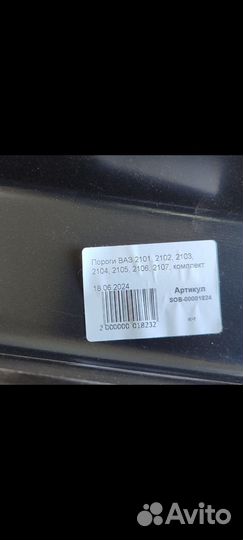 Пороги ВАЗ 2101, 2102, 2103,
2104, 2105, 2106, 2107, комплект
18.06.2024
Артикул
SOB-00001824
к-т
2 000000 018232
Avito